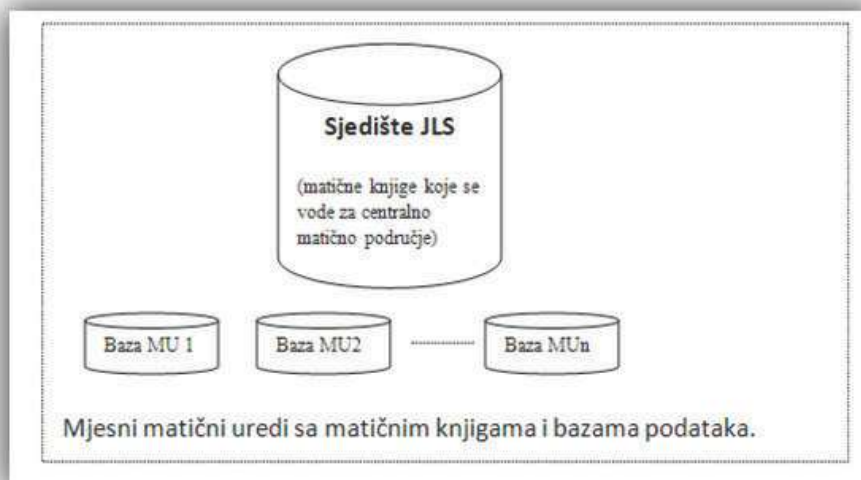 Sjedište JLS
(matične knjige koje se
vode za centralno
matično područje)
Baza MU 1
Baza MU2
Baza MUn
Mjesni matični uredi sa matičnim knjigama i bazama podataka.